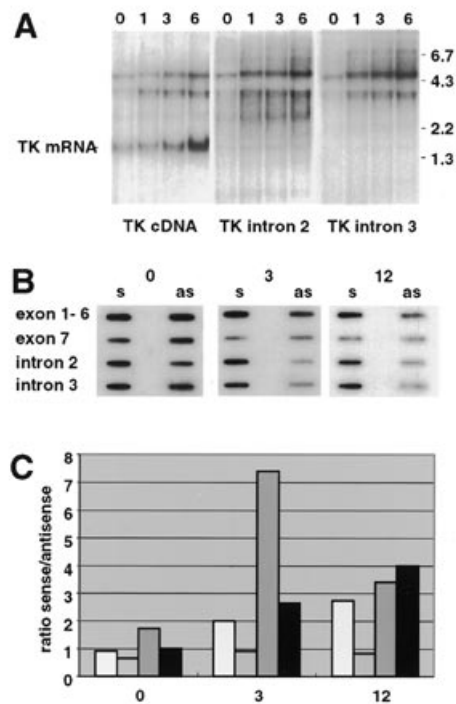 A
0 1 3 6 0 1 3 6 0 1 3 6
6.7
4.3
2.2
1.3
TK mRNA
TK cDNA TK intron 2 TK intron 3
B
0 3 12
s as s as s as
exon 1- 6
exon 7
intron 2
intron 3
C
ratio sense/antisense
8
7
6
5
4
3
2
1
0
0 3 12